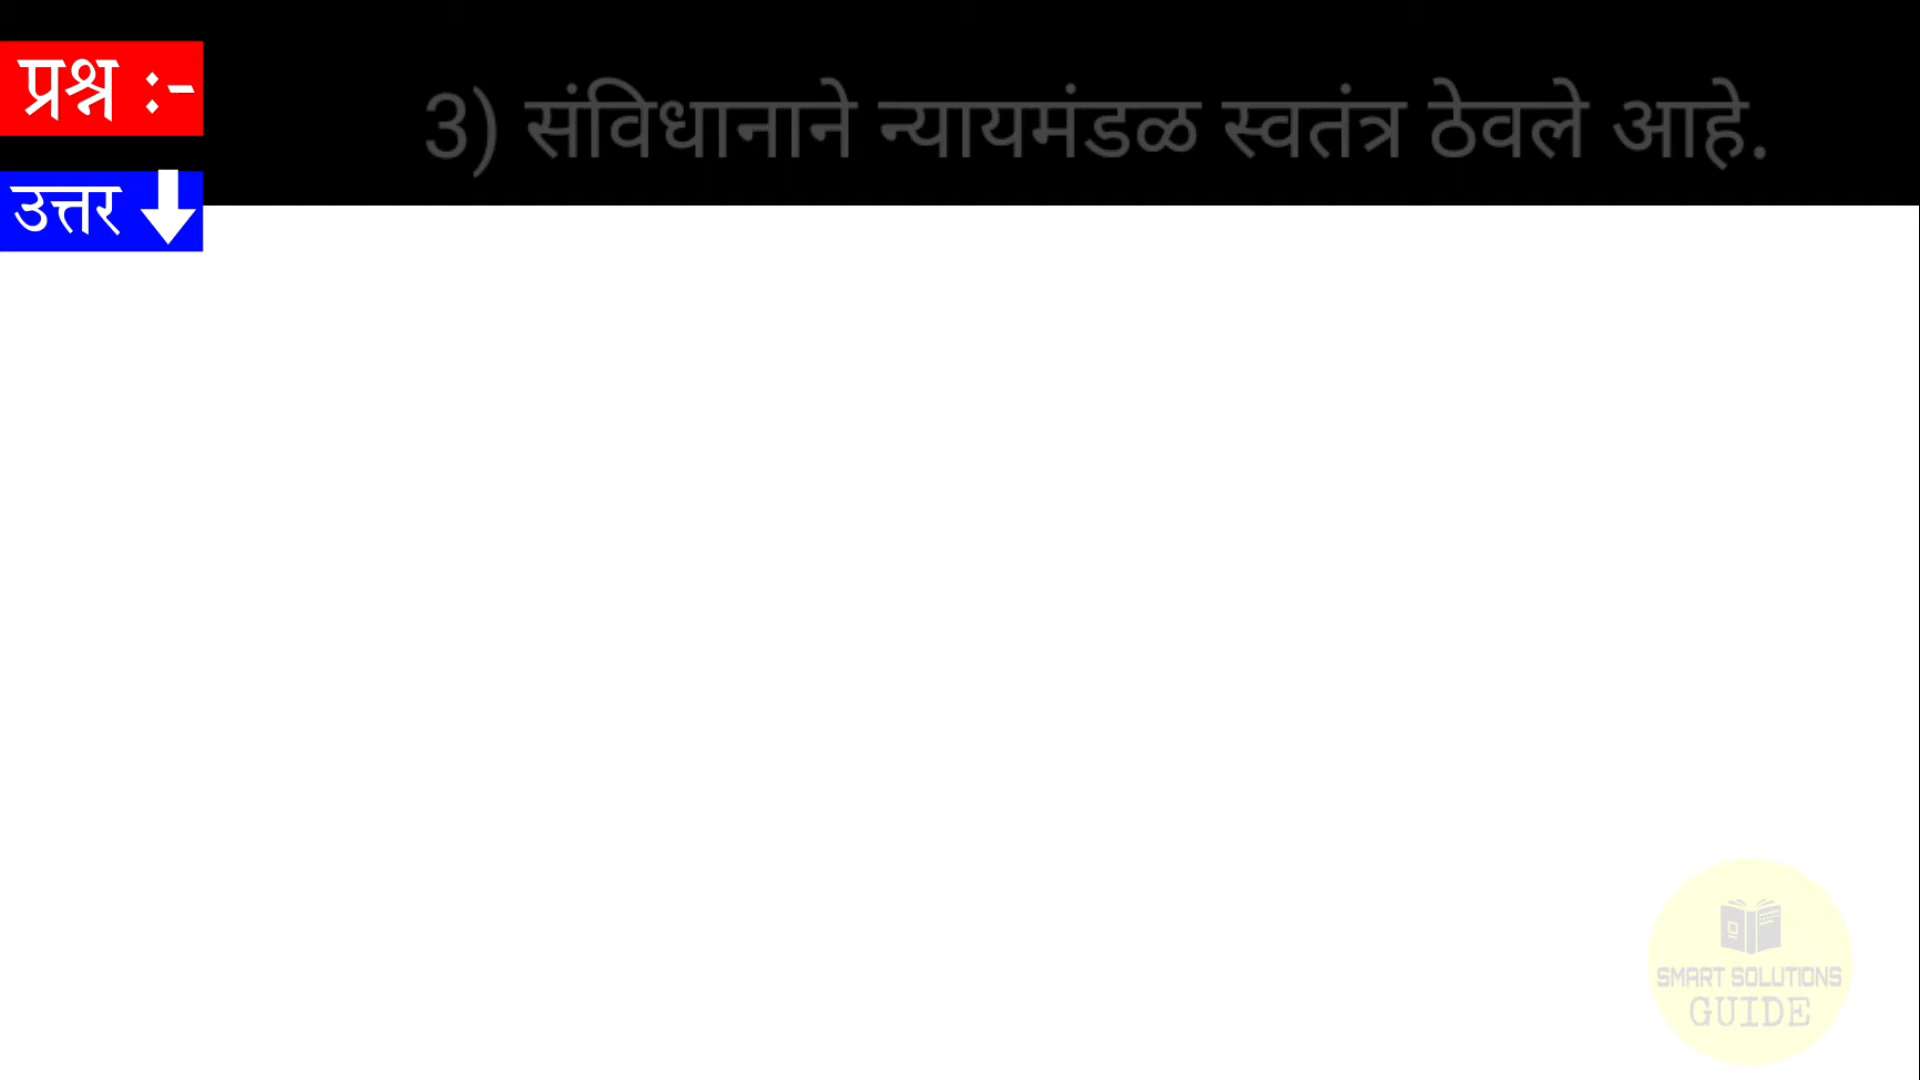 प्रश्न :-
3) संविधानाने न्यायमंडळ स्वतंत्र ठेवले आहे.
उत्तर
SMART SOLUTIONS
GUIDE